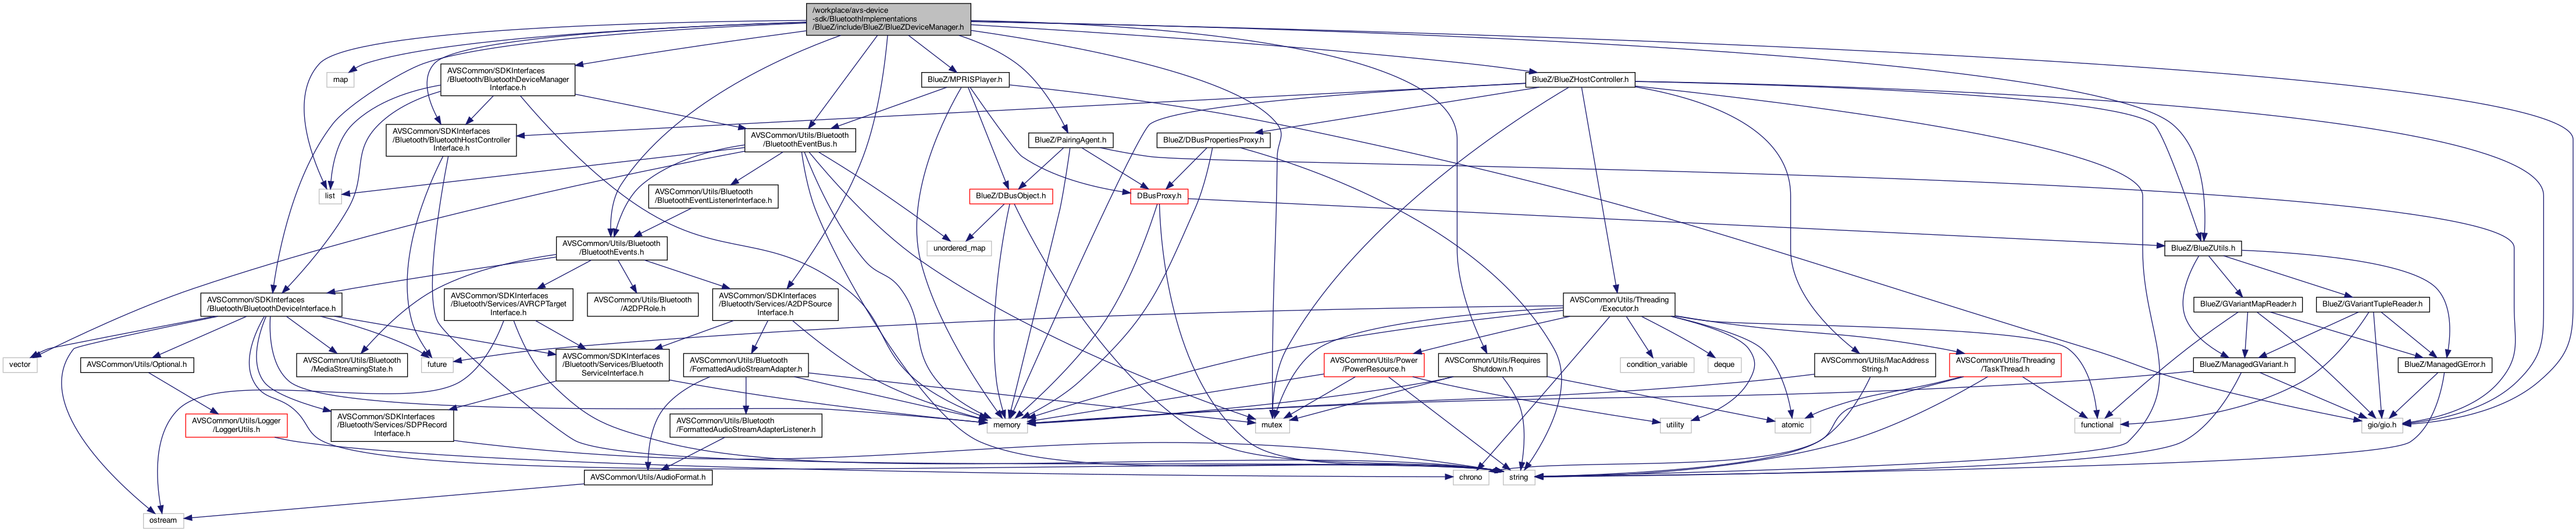 /workplace/avs-device
-sdk/BluetoothImplementations
/BlueZ/include/BlueZ/BlueZDeviceManager.h
map
AVSCommon/SDKInterfaces
/Bluetooth/BluetoothDeviceManager
Interface.h
BlueZ/MPRISPlayer.h
BlueZ/BlueZHostController.h
AVSCommon/SDKInterfaces
/Bluetooth/BluetoothHostController
Interface.h
AVSCommon/Utils/Bluetooth
/BluetoothEventBus.h
BlueZ/PairingAgent.h
BlueZ/DBusPropertiesProxy.h
list
AVSCommon/Utils/Bluetooth
/BluetoothEventListenerInterface.h
BlueZ/DBusObject.h
DBusProxy.h
AVSCommon/Utils/Bluetooth
/BluetoothEvents.h
unordered_map
BlueZ/BlueZUtils.h
AVSCommon/SDKInterfaces
/Bluetooth/BluetoothDeviceInterface.h
AVSCommon/SDKInterfaces
/Bluetooth/Services/AVRCPTarget
Interface.h
AVSCommon/Utils/Bluetooth
/A2DPRole.h
AVSCommon/SDKInterfaces
/Bluetooth/Services/A2DPSource
Interface.h
AVSCommon/Utils/Threading
/Executor.h
BlueZ/GVariantMapReader.h
BlueZ/GVariantTupleReader.h
vector
AVSCommon/Utils/Optional.h
AVSCommon/Utils/Bluetooth
/MediaStreamingState.h
future
AVSCommon/SDKInterfaces
/Bluetooth/Services/Bluetooth
ServiceInterface.h
AVSCommon/Utils/Bluetooth
/FormattedAudioStreamAdapter.h
AVSCommon/Utils/Power
/PowerResource.h
AVSCommon/Utils/Requires
Shutdown.h
condition_variable
deque
AVSCommon/Utils/MacAddress
String.h
AVSCommon/Utils/Threading
/TaskThread.h
BlueZ/ManagedGVariant.h
BlueZ/ManagedGError.h
AVSCommon/Utils/Logger
/LoggerUtils.h
AVSCommon/SDKInterfaces
/Bluetooth/Services/SDPRecord
Interface.h
AVSCommon/Utils/Bluetooth
/FormattedAudioStreamAdapterListener.h
memory
mutex
utility
atomic
functional
gio/gio.h
AVSCommon/Utils/AudioFormat.h
chrono
string
ostream